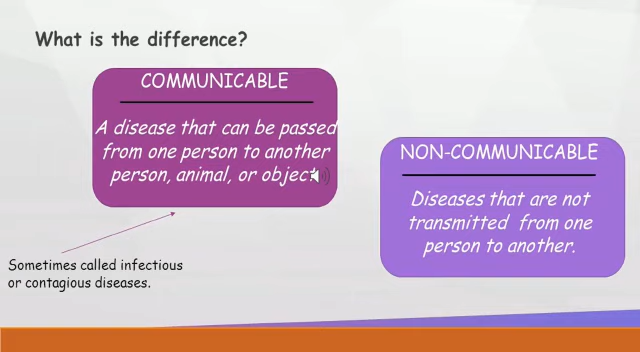 What is the difference?
COMMUNICABLE
A disease that can be passed
from one person to another
person, animal, or object
NON-COMMUNICABLE
Diseases that are not
transmitted from one
person to another.
Sometimes called infectious
or contagious diseases.